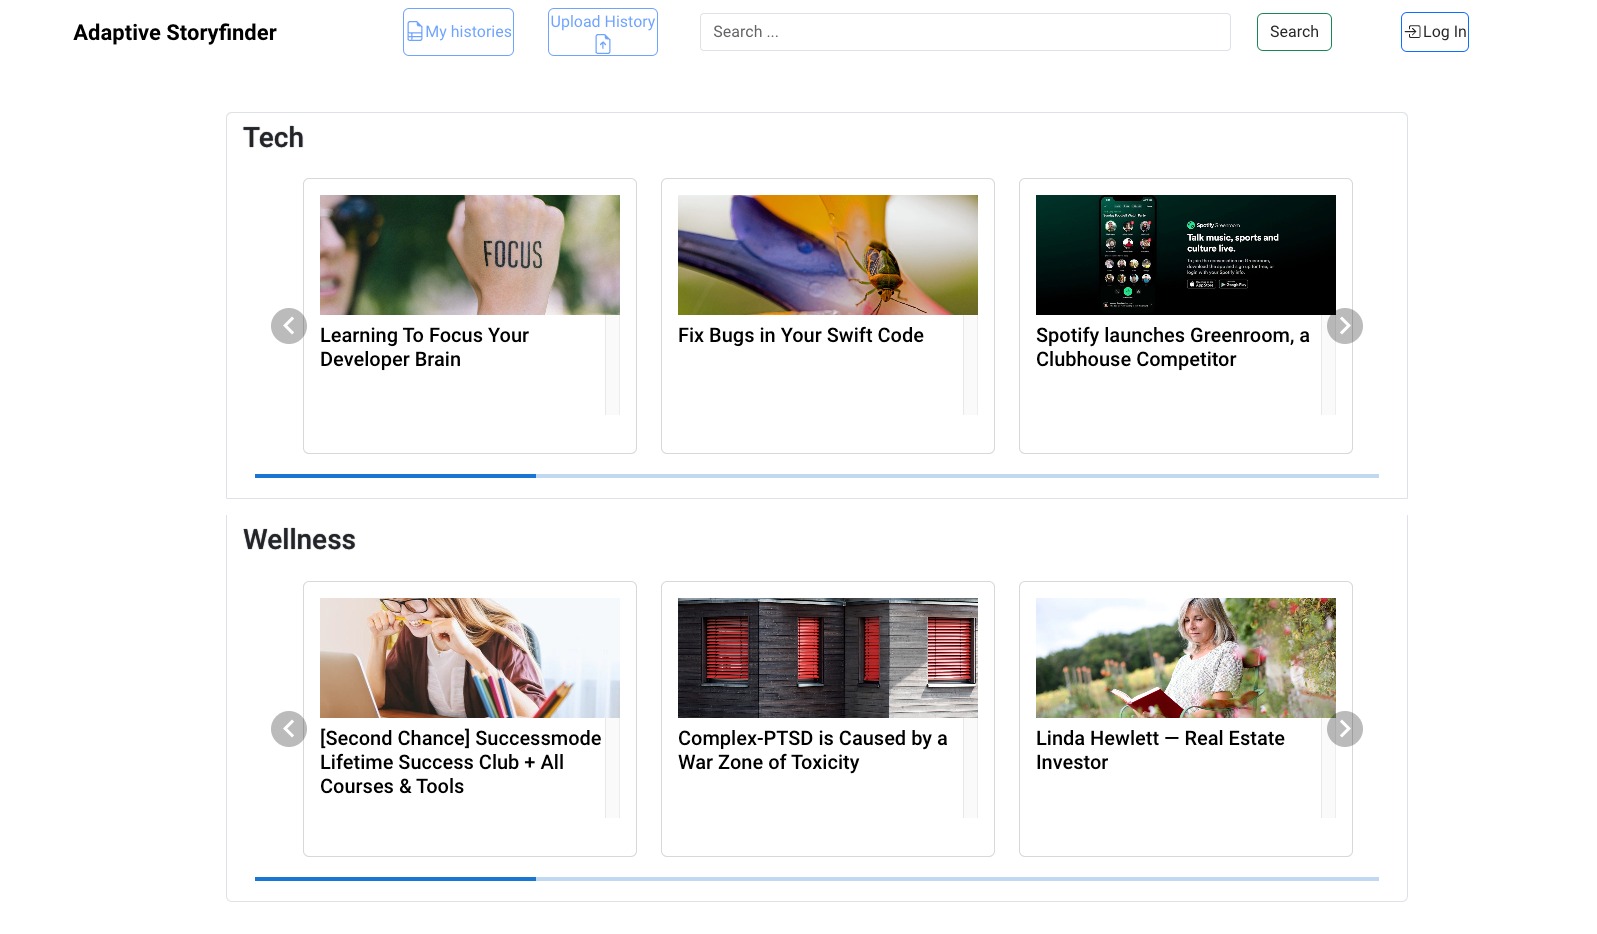 Adaptive Storyfinder
My histories
Upload History
Search ...
Search
Log In
Tech
FOCUS
Spotify Greenroom
Talk music, sports and
culture live.
Learning To Focus Your
Developer Brain
Fix Bugs in Your Swift Code
Spotify launches Greenroom, a
Clubhouse Competitor
Wellness
[Second Chance] Successmode
Lifetime Success Club + All
Courses & Tools
Complex-PTSD is Caused by a
War Zone of Toxicity
Linda Hewlett — Real Estate
Investor